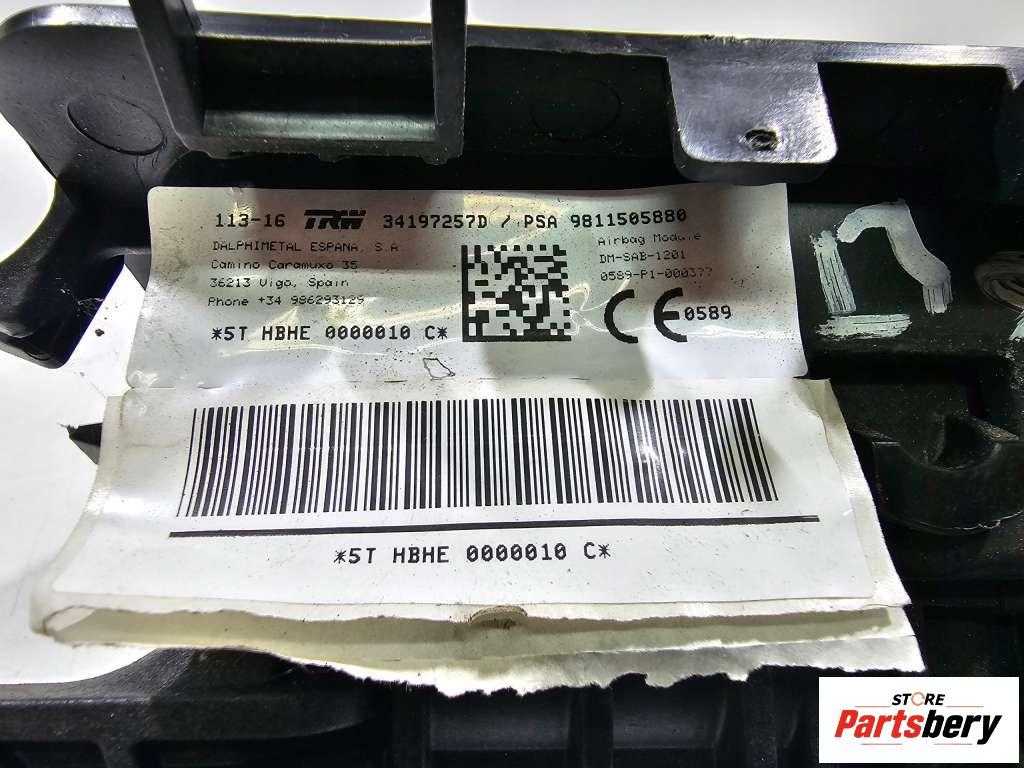 113-16 TRW 34197257D / PSA 9811505880
DALPHIMETAL ESPANA, S.A
Camino Caramuxo 35
36213 Vigo, Spain
Phone +34 986293129
*5T HBHE 0000010 C*
Airbag Module
DM-SAB-1201
0589-P1-000377
CE 0589
*5T HBHE 0000010 C*
STORE
Partsbery